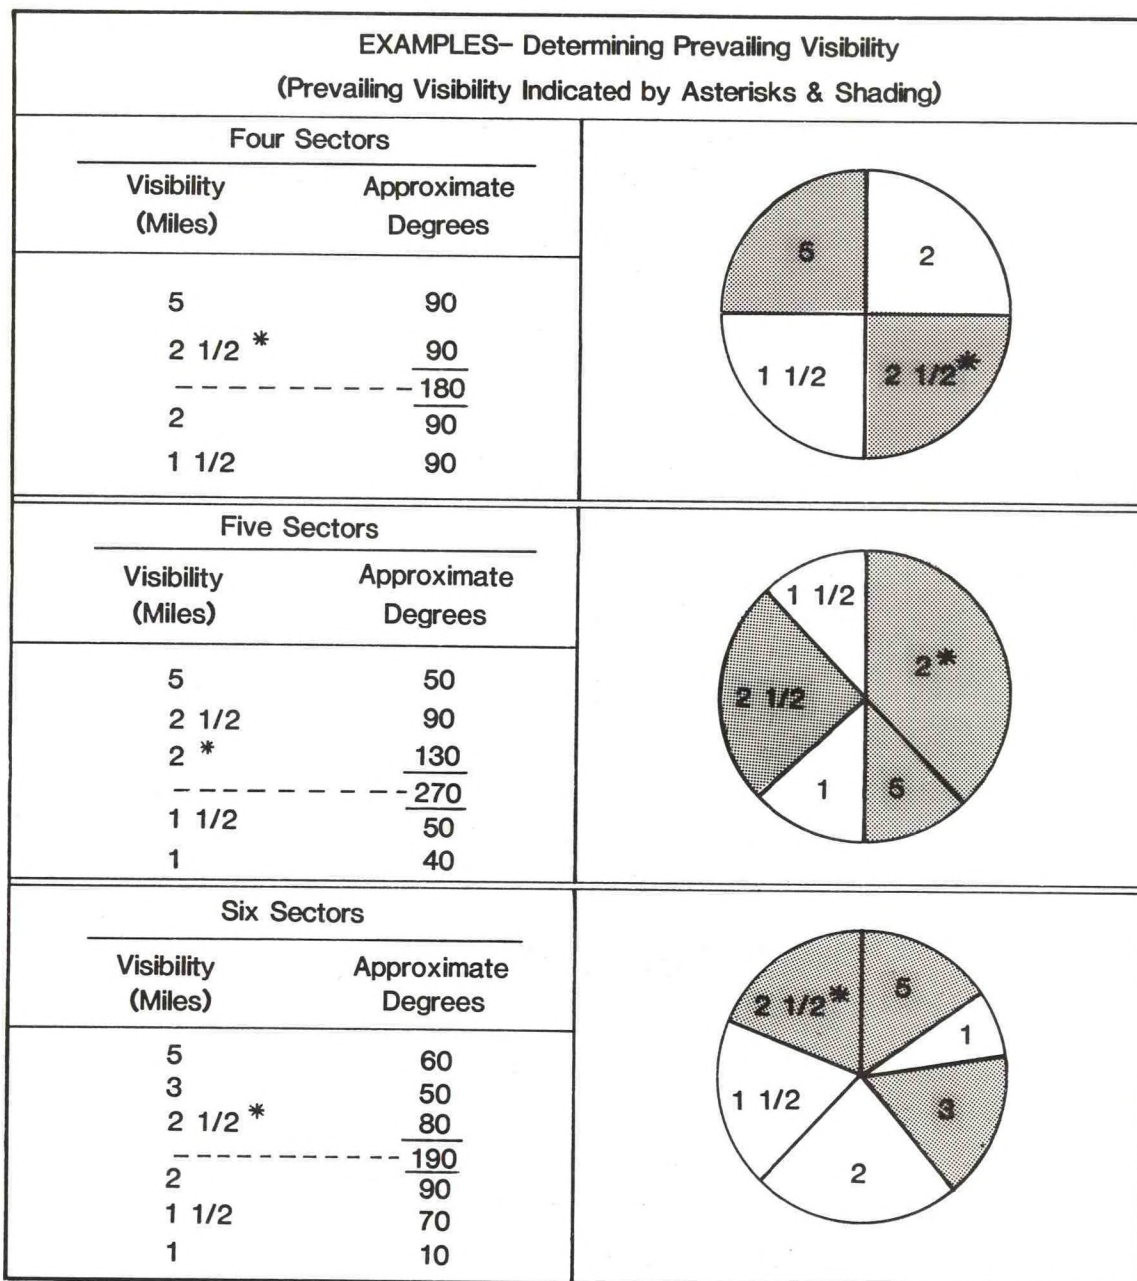 EXAMPLES- Determining Prevailing Visibility
(Prevailing Visibility Indicated by Asterisks & Shading)
Four Sectors
Visibility Approximate
(Miles) Degrees
5 90
2 1/2 * 90
- - - - - - - - - - 180
2 90
1 1/2 90
5 2
1 1/2 2 1/2*
Five Sectors
Visibility Approximate
(Miles) Degrees
5 50
2 1/2 90
2 * 130
- - - - - - - - - - 270
1 1/2 50
1 40
1 1/2
2*
2 1/2
1 5
Six Sectors
Visibility Approximate
(Miles) Degrees
5 60
3 50
2 1/2 * 80
- - - - - - - - - - 190
2 90
1 1/2 70
1 10
2 1/2* 5
1
1 1/2 3
2